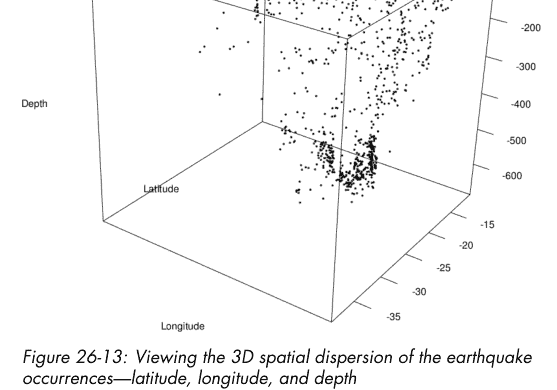 -200
-300
Depth
-400
-500
-600
Latitude
-15
-20
-25
-30
-35
Longitude
Figure 26-13: Viewing the 3D spatial dispersion of the earthquake
occurrences—latitude, longitude, and depth